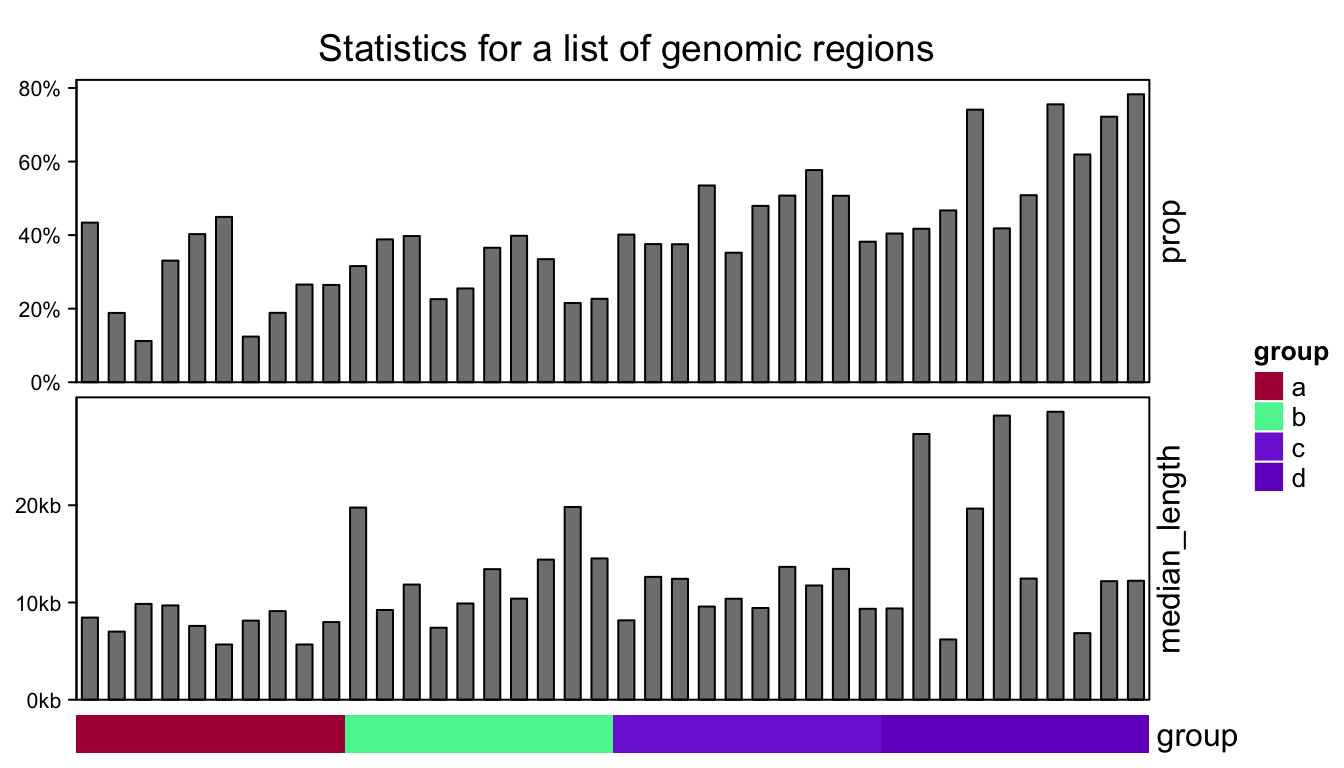 Statistics for a list of genomic regions
80%
60%
40%
20%
0%
prop
20kb
10kb
0kb
median_length
group
group
a
b
c
d